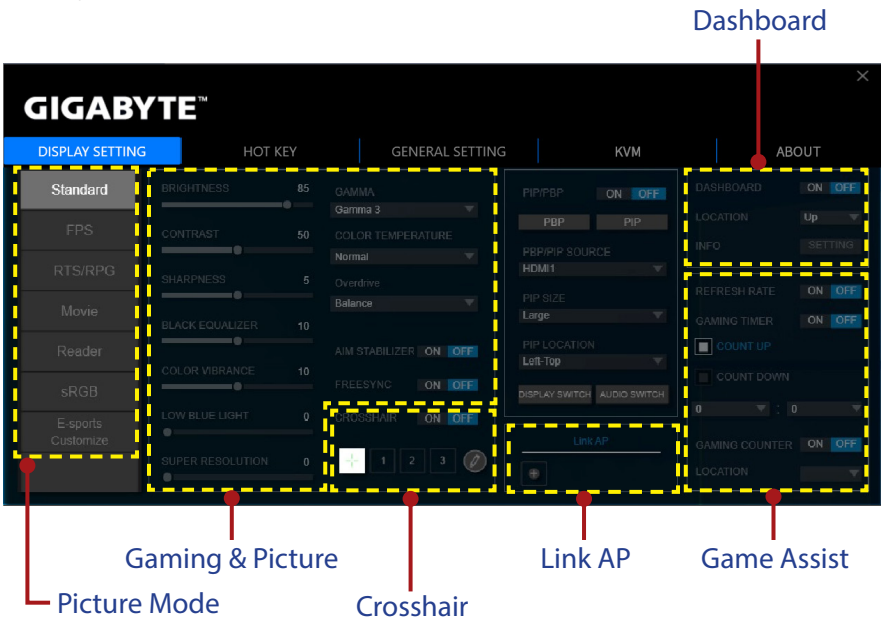 Dashboard
GIGABYTE™
DISPLAY SETTING
HOT KEY
GENERAL SETTING
KVM
ABOUT
Standard
FPS
RTS/RPG
Movie
Reader
sRGB
E-sports
Customize
BRIGHTNESS 85
CONTRAST 50
SHARPNESS 5
BLACK EQUALIZER 10
COLOR VIBRANCE 10
LOW BLUE LIGHT 0
SUPER RESOLUTION 0
GAMMA
Gamma 3
COLOR TEMPERATURE
Normal
Overdrive
Balance
AIM STABILIZER ON OFF
FREESYNC ON OFF
CROSSHAIR ON OFF
1 2 3
PIP/PBP ON OFF
PBP PIP
PBP/PIP SOURCE
HDMI1
PIP SIZE
Large
PIP LOCATION
Left-Top
DISPLAY SWITCH AUDIO SWITCH
Link AP
DASHBOARD ON OFF
LOCATION Up
INFO SETTING
REFRESH RATE ON OFF
GAMING TIMER ON OFF
COUNT UP
COUNT DOWN
0 : 0
GAMING COUNTER ON OFF
LOCATION
Gaming & Picture
Link AP
Game Assist
Picture Mode
Crosshair